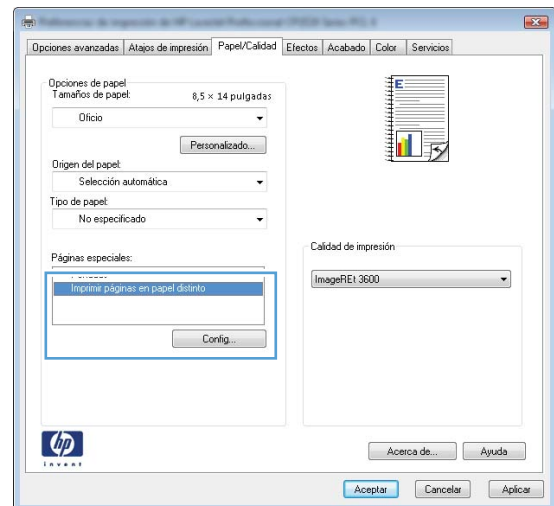 Opciones avanzadas Atajos de impresión Papel/Calidad Efectos Acabado Color Servicios
Opciones de papel
Tamaños de papel: 8,5 × 14 pulgadas
Oficio
Personalizado...
Origen del papel:
Selección automática
Tipo de papel:
No especificado
Páginas especiales:
Imprimir páginas en papel distinto
Config...
E
Calidad de impresión
ImageREt 3600
hp
invent
Acerca de... Ayuda
Aceptar Cancelar Aplicar